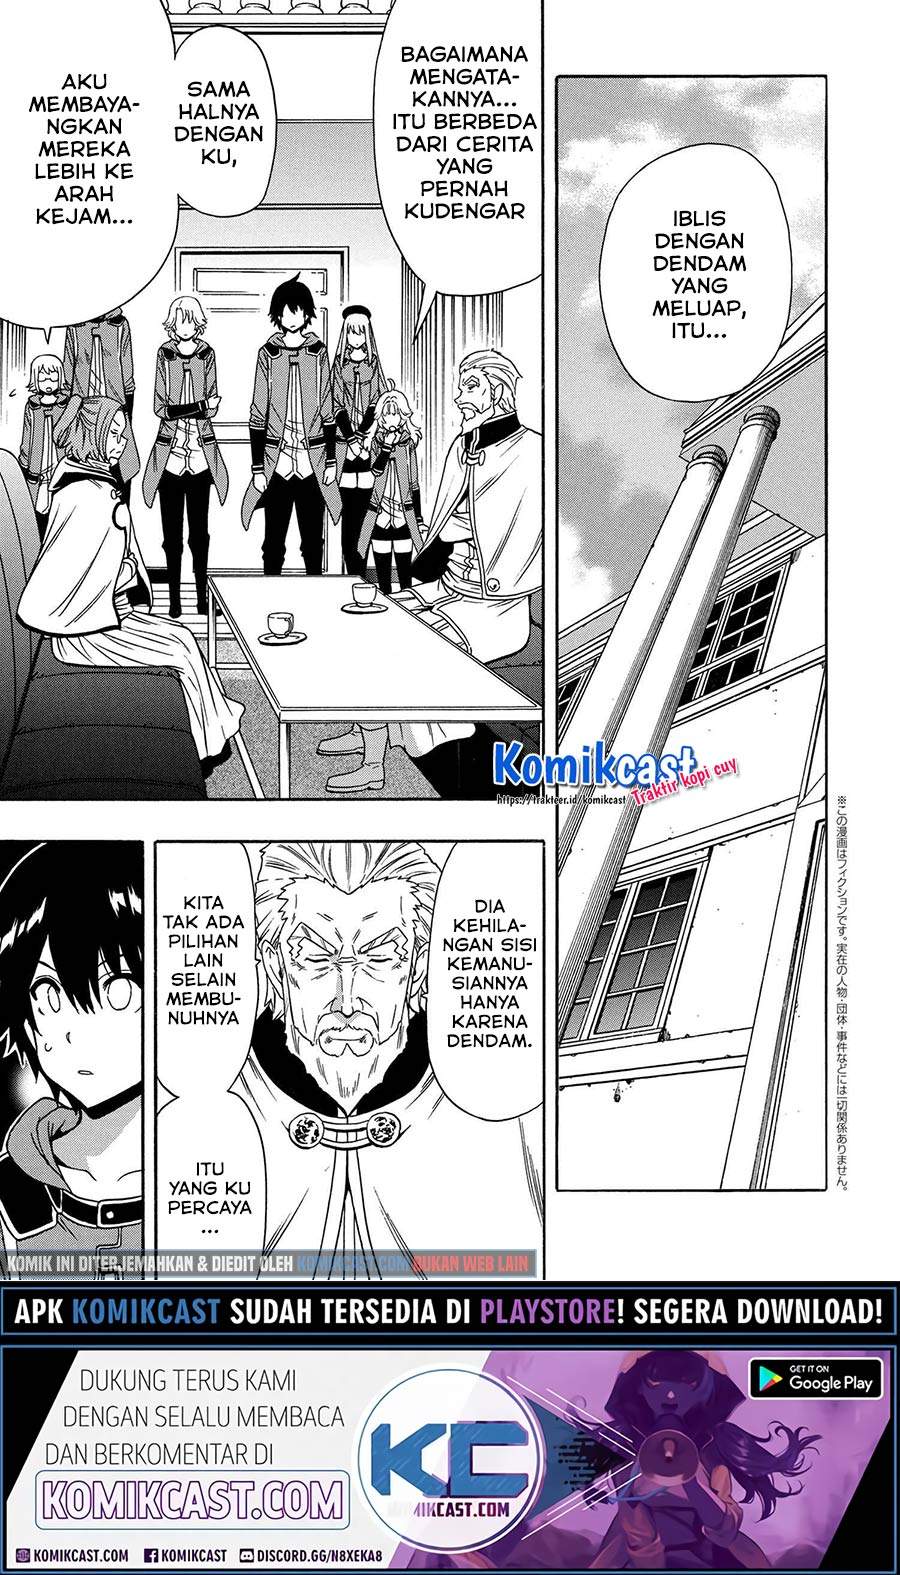 IBLIS
DENGAN
DENDAM
YANG
MELUAP,
ITU...
BAGAIMANA
MENGATA-
KANNYA...
ITU BERBEDA
DARI CERITA
YANG
PERNAH
KUDENGAR
SAMA
HALNYA
DENGAN
KU,
AKU
MEMBAYA-
NGKAN
MEREKA
LEBIH KE
ARAH
KEJAM...
Komikcast
https://trakteer.id/komikcast
Traktir kopi cuy
※この漫画はフィクションです。実在の人物・団体・事件などには一切関係ありません。
DIA
KEHILA-
NGAN SISI
KEMANU-
SIANNYA
HANYA
KARENA
DENDAM.
KITA
TAK ADA
PILIHAN
LAIN
SELAIN
MEMBU-
NUHNYA
ITU
YANG KU
PERCAYA
...
KOMIK INI DITERJEMAHKAN & DIEDIT OLEH KOMIKCAST.COM BUKAN WEB LAIN
APK KOMIKCAST SUDAH TERSEDIA DI PLAYSTORE! SEGERA DOWNLOAD!
DUKUNG TERUS KAMI
DENGAN SELALU MEMBACA
DAN BERKOMENTAR DI
KOMIKCAST.COM
KOMIKCAST.COM
KOMIKCAST
DISCORD.GG/N8XEKA8
KC
KOMIKCAST.COM
GET IT ON
Google Play